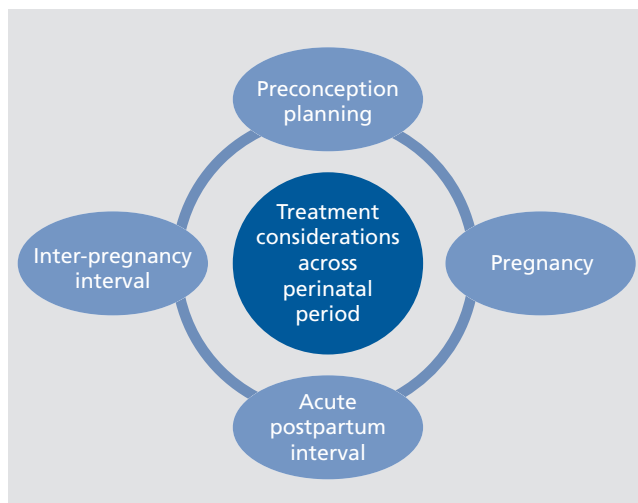 Preconception
planning
Treatment
considerations
across
perinatal
period
Inter-pregnancy
interval
Pregnancy
Acute
postpartum
interval